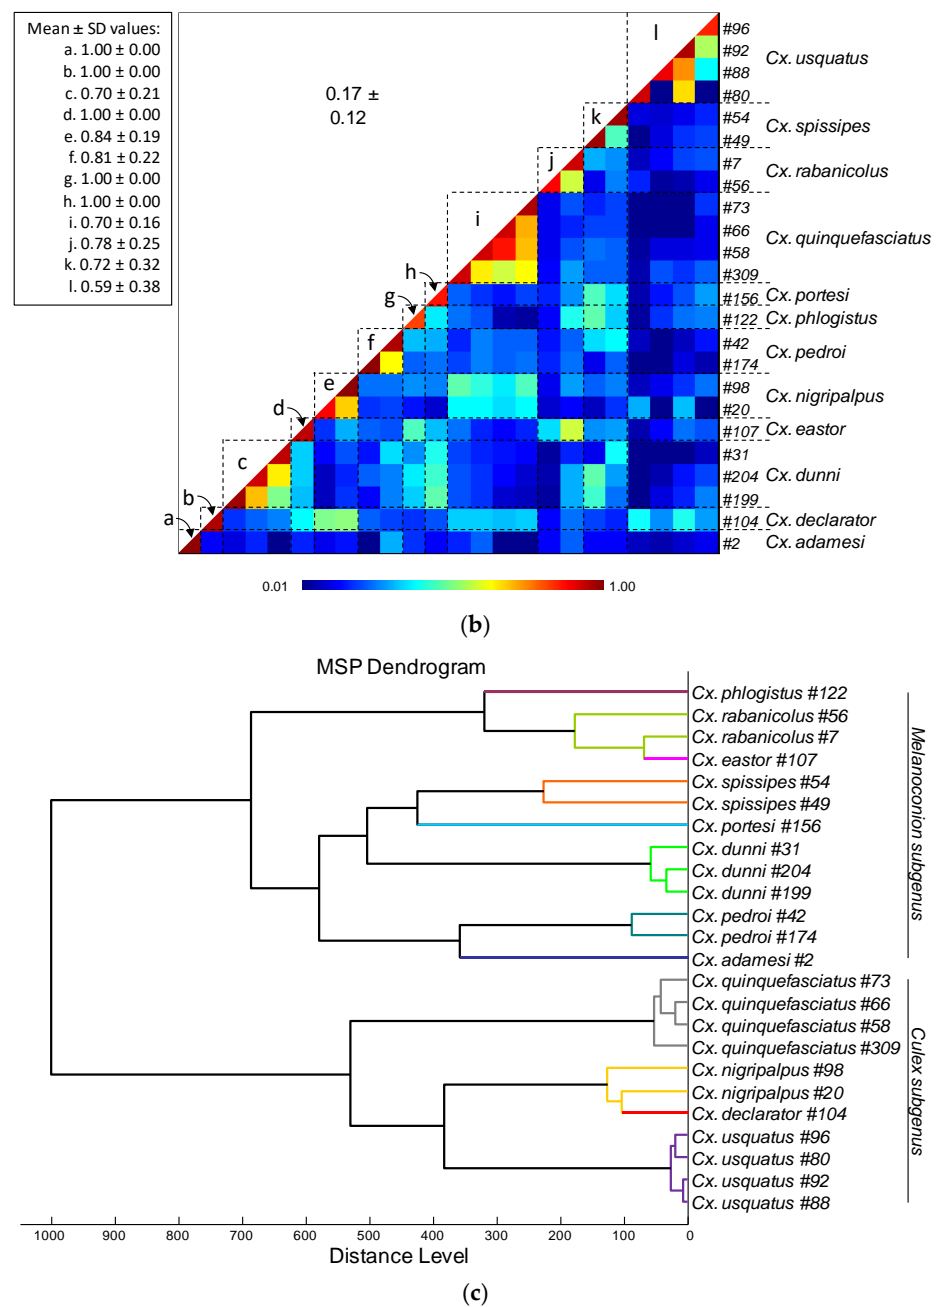 Mean ± SD values:
a. 1.00 ± 0.00
b. 1.00 ± 0.00
c. 0.70 ± 0.21
d. 1.00 ± 0.00
e. 0.84 ± 0.19
f. 0.81 ± 0.22
g. 1.00 ± 0.00
h. 1.00 ± 0.00
i. 0.70 ± 0.16
j. 0.78 ± 0.25
k. 0.72 ± 0.32
l. 0.59 ± 0.38
0.17 ±
0.12
l
k
j
i
h
g
f
e
d
c
b
a
#96
#92
Cx. usquatus
#88
#80
#54
Cx. spissipes
#49
#7
Cx. rabanicolus
#56
#73
#66
Cx. quinquefasciatus
#58
#309
#156 Cx. portesi
#122 Cx. phlogistus
#42
Cx. pedroi
#174
#98
Cx. nigripalpus
#20
#107 Cx. eastor
#31
#204 Cx. dunni
#199
#104 Cx. declarator
#2 Cx. adamesi
0.01 1.00
(b)
MSP Dendrogram
Cx. phlogistus #122
Cx. rabanicolus #56
Cx. rabanicolus #7
Cx. eastor #107
Cx. spissipes #54
Cx. spissipes #49
Cx. portesi #156
Cx. dunni #31
Cx. dunni #204
Cx. dunni #199
Cx. pedroi #42
Cx. pedroi #174
Cx. adamesi #2
Melanoconion subgenus
Cx. quinquefasciatus #73
Cx. quinquefasciatus #66
Cx. quinquefasciatus #58
Cx. quinquefasciatus #309
Cx. nigripalpus #98
Cx. nigripalpus #20
Cx. declarator #104
Cx. usquatus #96
Cx. usquatus #80
Cx. usquatus #92
Cx. usquatus #88
Culex subgenus
1000 900 800 700 600 500 400 300 200 100 0
Distance Level
(c)